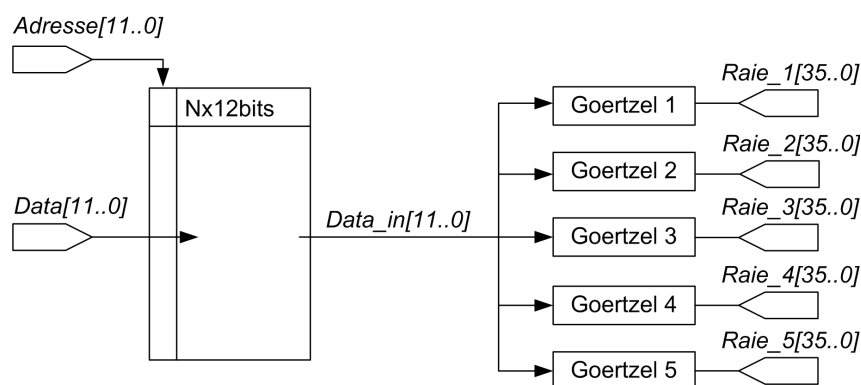 Adresse[11..0]
Nx12bits
Data[11..0]
Data_in[11..0]
Goertzel 1
Raie_1[35..0]
Goertzel 2
Raie_2[35..0]
Goertzel 3
Raie_3[35..0]
Goertzel 4
Raie_4[35..0]
Goertzel 5
Raie_5[35..0]